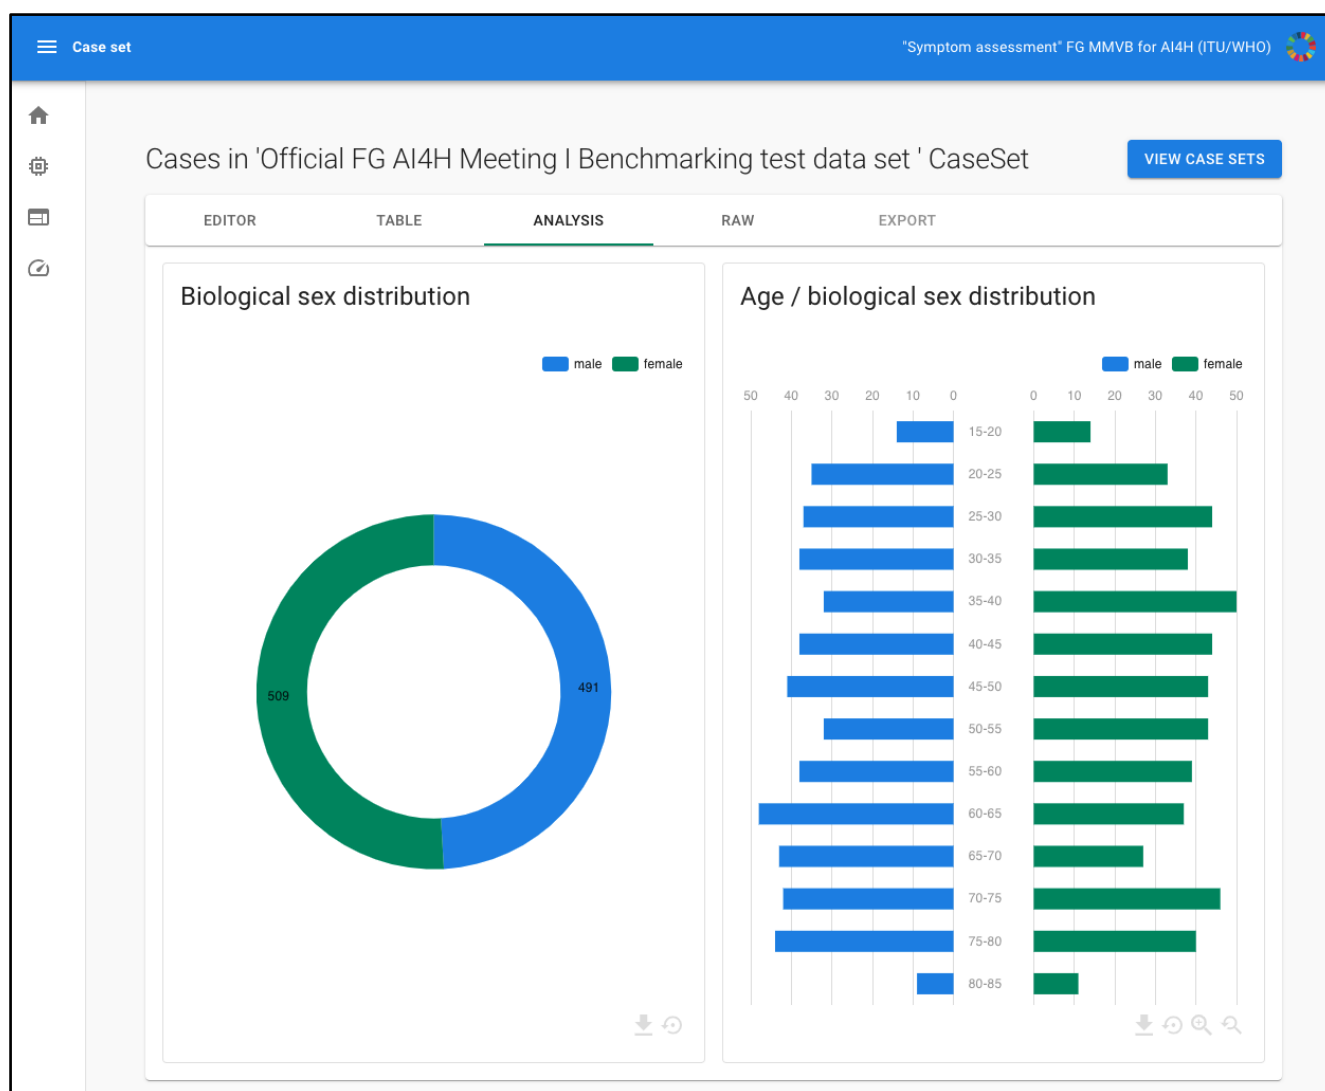 Case set
"Symptom assessment" FG MMVB for AI4H (ITU/WHO)
Cases in 'Official FG AI4H Meeting I Benchmarking test data set ' CaseSet
VIEW CASE SETS
EDITOR TABLE ANALYSIS RAW EXPORT
Biological sex distribution
male female
509 491
Age / biological sex distribution
male female
50 40 30 20 10 0 0 10 20 30 40 50
15-20
20-25
25-30
30-35
35-40
40-45
45-50
50-55
55-60
60-65
65-70
70-75
75-80
80-85